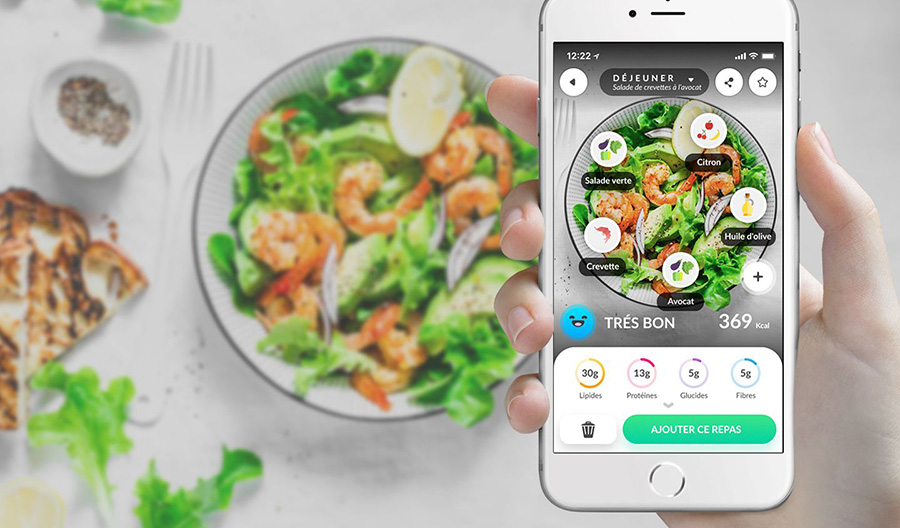 12:22
DÉJEUNER
Salade de crevettes à l'avocat
Citron
Salade verte
Huile d'olive
Crevette
Avocat
TRÉS BON
369 Kcal
30g
13g
5g
5g
Lipides
Protéines
Glucides
Fibres
AJOUTER CE REPAS